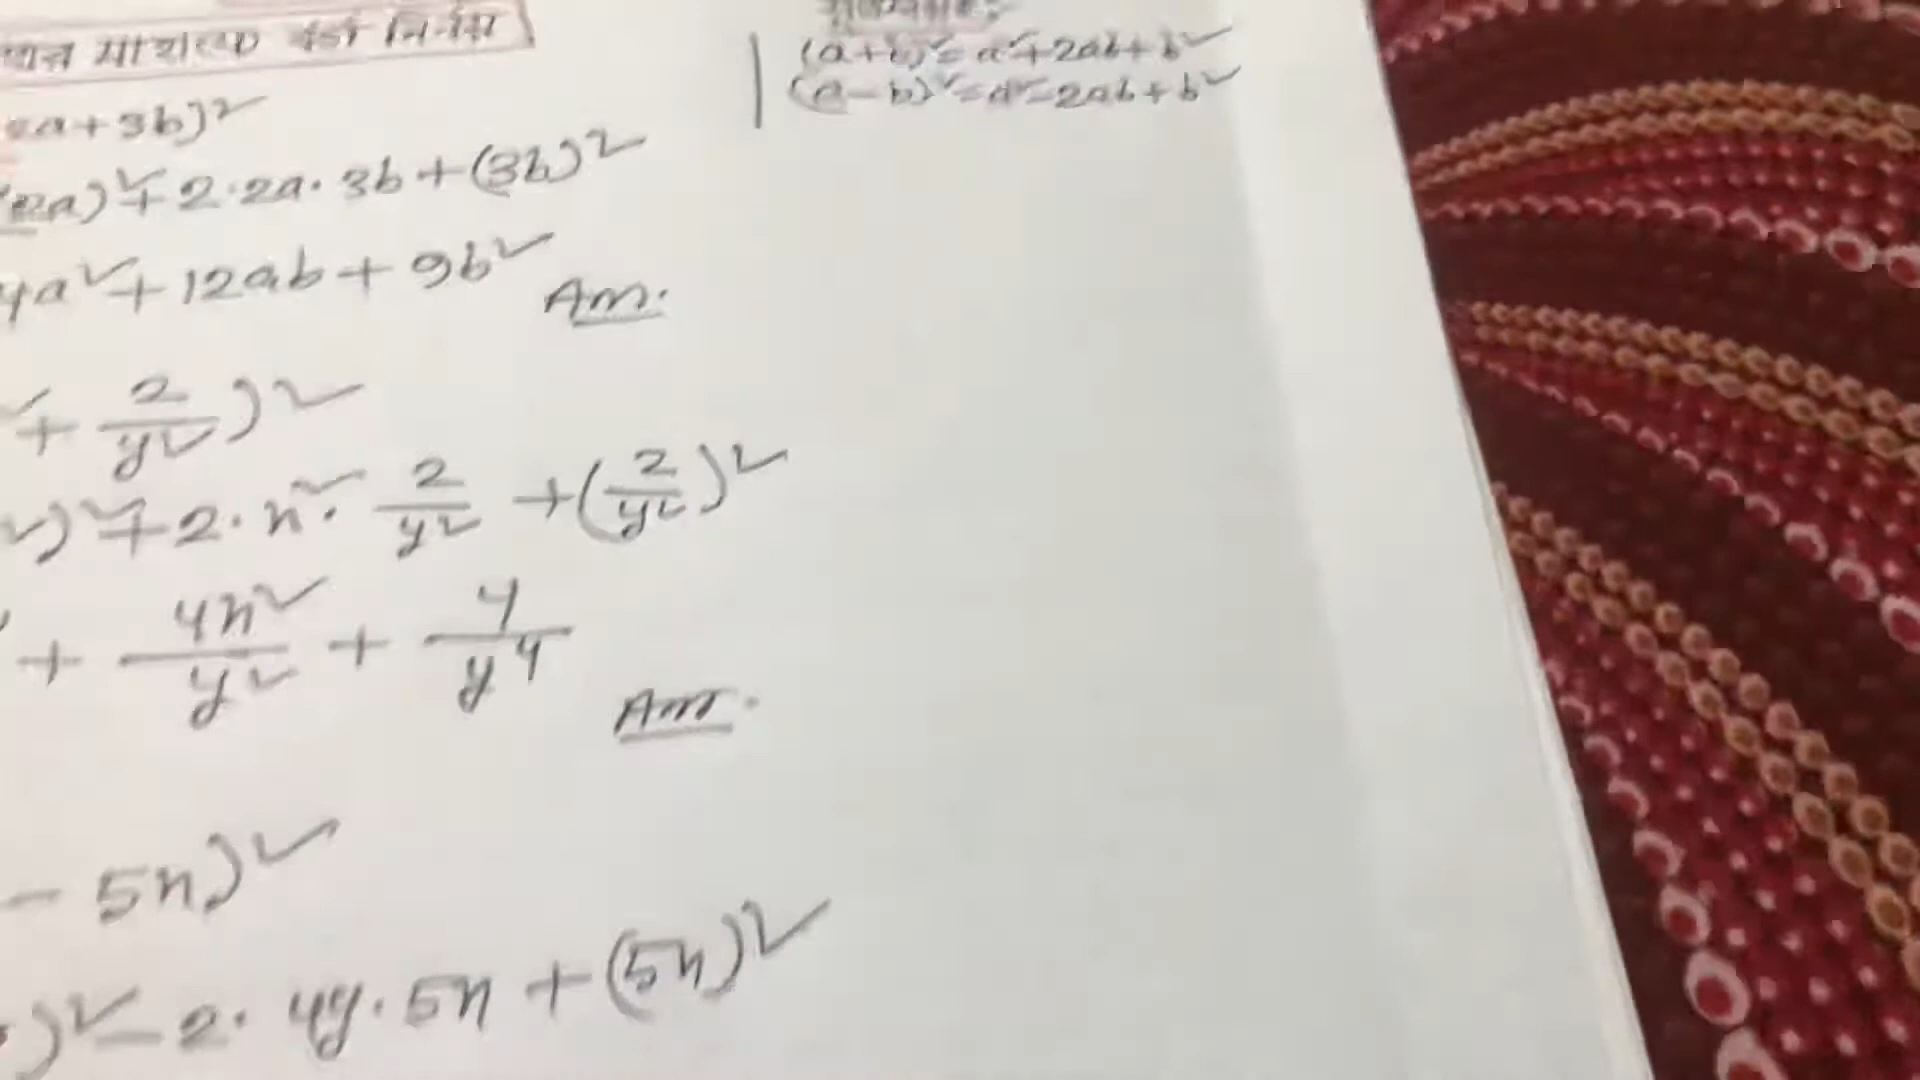 (a+b)²=a²+2ab+b²
(a-b)²=a²-2ab+b²
2a+3b)²
(2a)²+2·2a·3b+(3b)²
4a²+12ab+9b² Ans.
+ 2/y²)²
)²+2·x²· 2/y² +(2/y²)²
+ 4x²/y² + 4/y⁴
Ans.
- 5x)²
)²-2·4y·5x+(5x)²